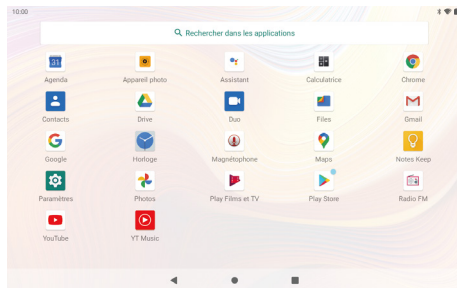 10:00
Rechercher dans les applications
31
Agenda
Appareil photo
Assistant
Calculatrice
Chrome
Contacts
Drive
Duo
Files
Gmail
Google
Horloge
Magnétophone
Maps
Notes Keep
Paramètres
Photos
Play Films et TV
Play Store
Radio FM
YouTube
YT Music